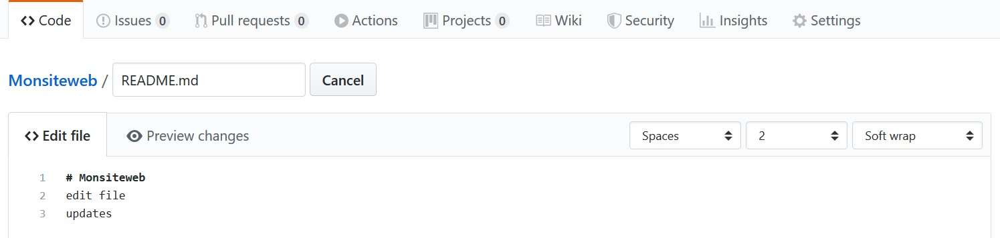 Code Issues 0 Pull requests 0 Actions Projects 0 Wiki Security Insights Settings
Monsiteweb / README.md Cancel
Edit file Preview changes Spaces 2 Soft wrap
1 # Monsiteweb
2 edit file
3 updates